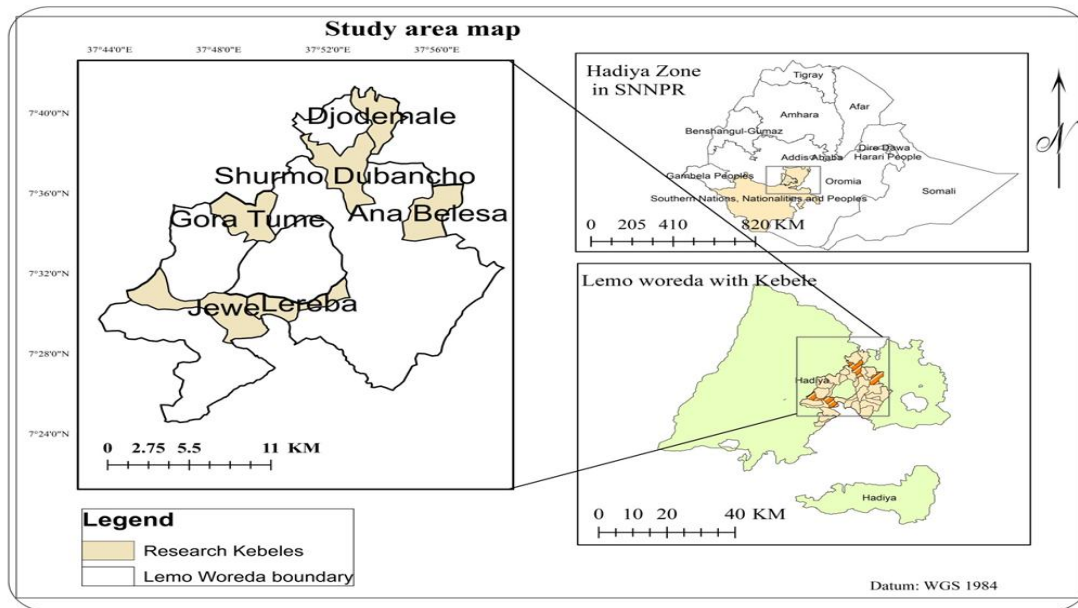 Study area map
37°44'0"E 37°48'0"E 37°52'0"E 37°56'0"E
7°40'0"N
7°36'0"N
7°32'0"N
7°28'0"N
7°24'0"N
Djodemale
Shurmo Dubancho
Gora Tume
Ana Belesa
Jewe
Lereba
0 2.75 5.5 11 KM
Legend
Research Kebeles
Lemo Woreda boundary
Hadiya Zone
in SNNPR
Tigray
Afar
Amhara
Benshangul-Gumaz
Dire Dawa
Addis Ababa
Harari People
Gambela Peoples
Oromia
Somali
Southern Nations, Nationalities and Peoples
0 205 410 820 KM
N
Lemo woreda with Kebele
Hadiya
Hadiya
0 10 20 40 KM
Datum: WGS 1984